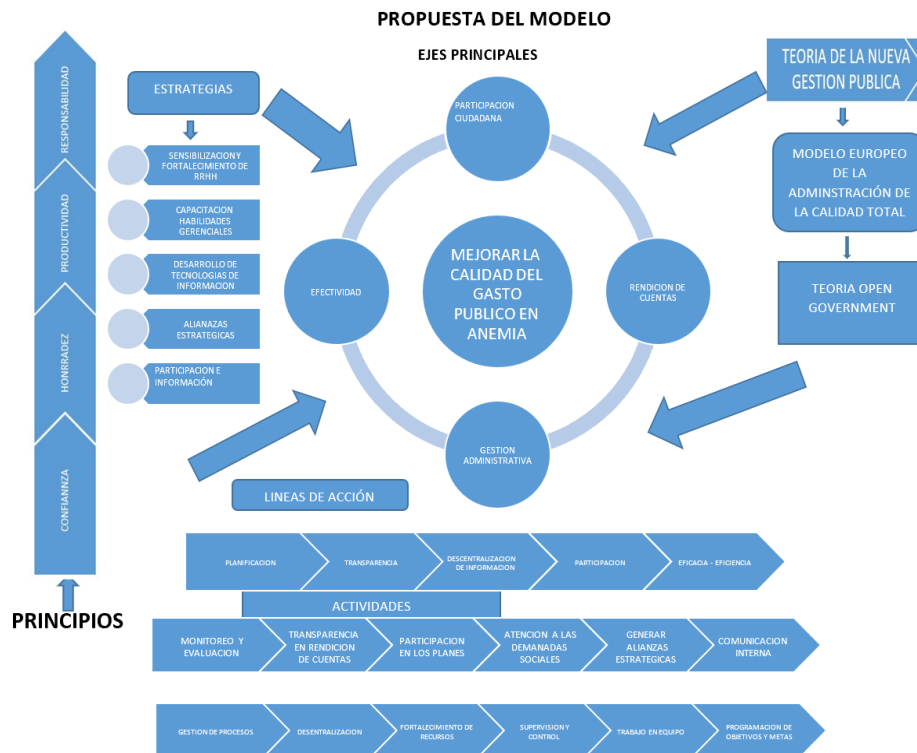 PROPUESTA DEL MODELO
EJES PRINCIPALES
RESPONSABILIDAD
PRODUCTIVIDAD
HONRRADEZ
CONFIANNZA
PRINCIPIOS
ESTRATEGIAS
SENSIBILIZACION Y
FORTALECIMIENTO DE
RRHH
CAPACITACION
HABILIDADES
GERENCIALES
DESARROLLO DE
TECNOLOGIAS DE
INFORMACION
ALIANAZAS
ESTRATEGICAS
PARTICIPACION E
INFORMACIÓN
PARTICIPACION
CIUDADANA
EFECTIVIDAD
MEJORAR LA
CALIDAD DEL
GASTO
PUBLICO EN
ANEMIA
RENDICION DE
CUENTAS
GESTION
ADMINISTRATIVA
TEORIA DE LA NUEVA
GESTION PUBLICA
MODELO EUROPEO
DE LA
ADMINSTRACIÓN DE
LA CALIDAD TOTAL
TEORIA OPEN
GOVERNMENT
LINEAS DE ACCIÓN
PLANIFICACION
TRANSPARENCIA
DESCENTRALIZACION
DE INFORMACION
PARTICIPACION
EFICACIA - EFICIENCIA
ACTIVIDADES
MONITOREO Y
EVALUACION
TRANSPARENCIA
EN RENDICION
DE CUENTAS
PARTICIPACION
EN LOS PLANES
ATENCION A LAS
DEMANADAS
SOCIALES
GENERAR
ALIANZAS
ESTRATEGICAS
COMUNICACION
INTERNA
GESTION DE PROCESOS
DESENTRALIZACION
FORTALECIMIENTO DE
RECURSOS
SUPERVISION Y
CONTROL
TRABAJO EN EQUIPO
PROGRAMACION DE
OBJETIVOS Y METAS